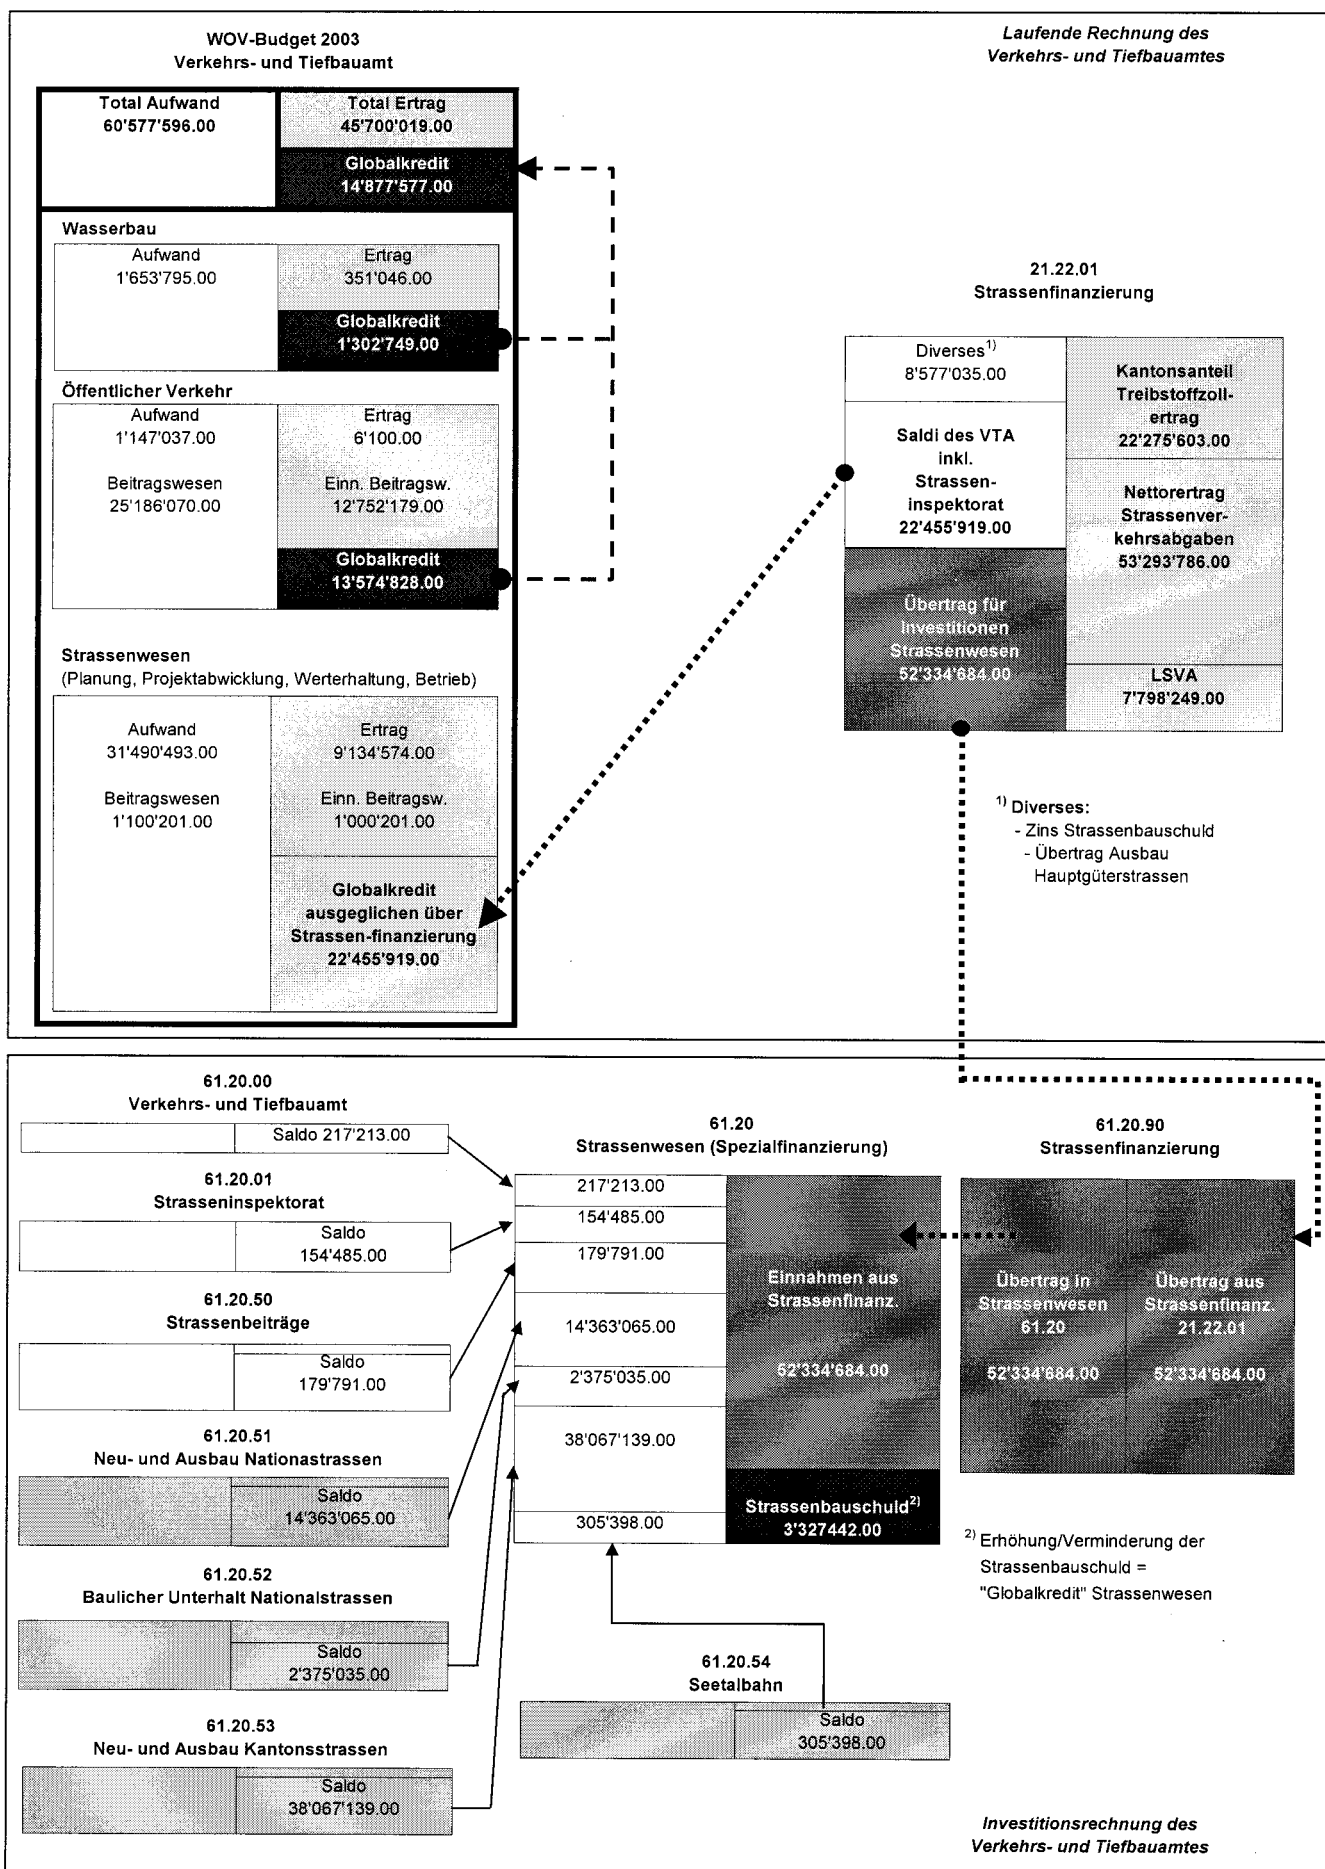 WOV-Budget 2003
Verkehrs- und Tiefbauamt
Laufende Rechnung des
Verkehrs- und Tiefbauamtes
Total Aufwand
60'577'596.00
Total Ertrag
45'700'019.00
Globalkredit
14'877'577.00
Wasserbau
Aufwand
1'653'795.00
Ertrag
351'046.00
Globalkredit
1'302'749.00
Öffentlicher Verkehr
Aufwand
1'147'037.00
Beitragswesen
25'186'070.00
Ertrag
6'100.00
Einn. Beitragsw.
12'752'179.00
Globalkredit
13'574'828.00
Strassenwesen
(Planung, Projektabwicklung, Werterhaltung, Betrieb)
Aufwand
31'490'493.00
Beitragswesen
1'100'201.00
Ertrag
9'134'574.00
Einn. Beitragsw.
1'000'201.00
Globalkredit
ausgeglichen über
Strassen-finanzierung
22'455'919.00
21.22.01
Strassenfinanzierung
Diverses1)
8'577'035.00
Saldi des VTA
inkl.
Strassen-
inspektorat
22'455'919.00
Übertrag für
Investitionen
Strassenwesen
52'334'684.00
Kantonsanteil
Treibstoffzoll-
ertrag
22'275'603.00
Nettorertrag
Strassenver-
kehrsabgaben
53'293'786.00
LSVA
7'798'249.00
1) Diverses:
- Zins Strassenbauschuld
- Übertrag Ausbau
Hauptgüterstrassen
61.20.00
Verkehrs- und Tiefbauamt
Saldo 217'213.00
61.20.01
Strasseninspektorat
Saldo
154'485.00
61.20.50
Strassenbeiträge
Saldo
179'791.00
61.20.51
Neu- und Ausbau Nationastrassen
Saldo
14'363'065.00
61.20.52
Baulicher Unterhalt Nationalstrassen
Saldo
2'375'035.00
61.20.53
Neu- und Ausbau Kantonsstrassen
Saldo
38'067'139.00
61.20
Strassenwesen (Spezialfinanzierung)
217'213.00
154'485.00
179'791.00
14'363'065.00
2'375'035.00
38'067'139.00
305'398.00
Einnahmen aus
Strassenfinanz.
52'334'684.00
Strassenbauschuld2)
3'327442.00
61.20.90
Strassenfinanzierung
Übertrag in
Strassenwesen
61.20
52'334'684.00
Übertrag aus
Strassenfinanz.
21.22.01
52'334'684.00
2) Erhöhung/Verminderung der
Strassenbauschuld =
"Globalkredit" Strassenwesen
61.20.54
Seetalbahn
Saldo
305'398.00
Investitionsrechnung des
Verkehrs- und Tiefbauamtes